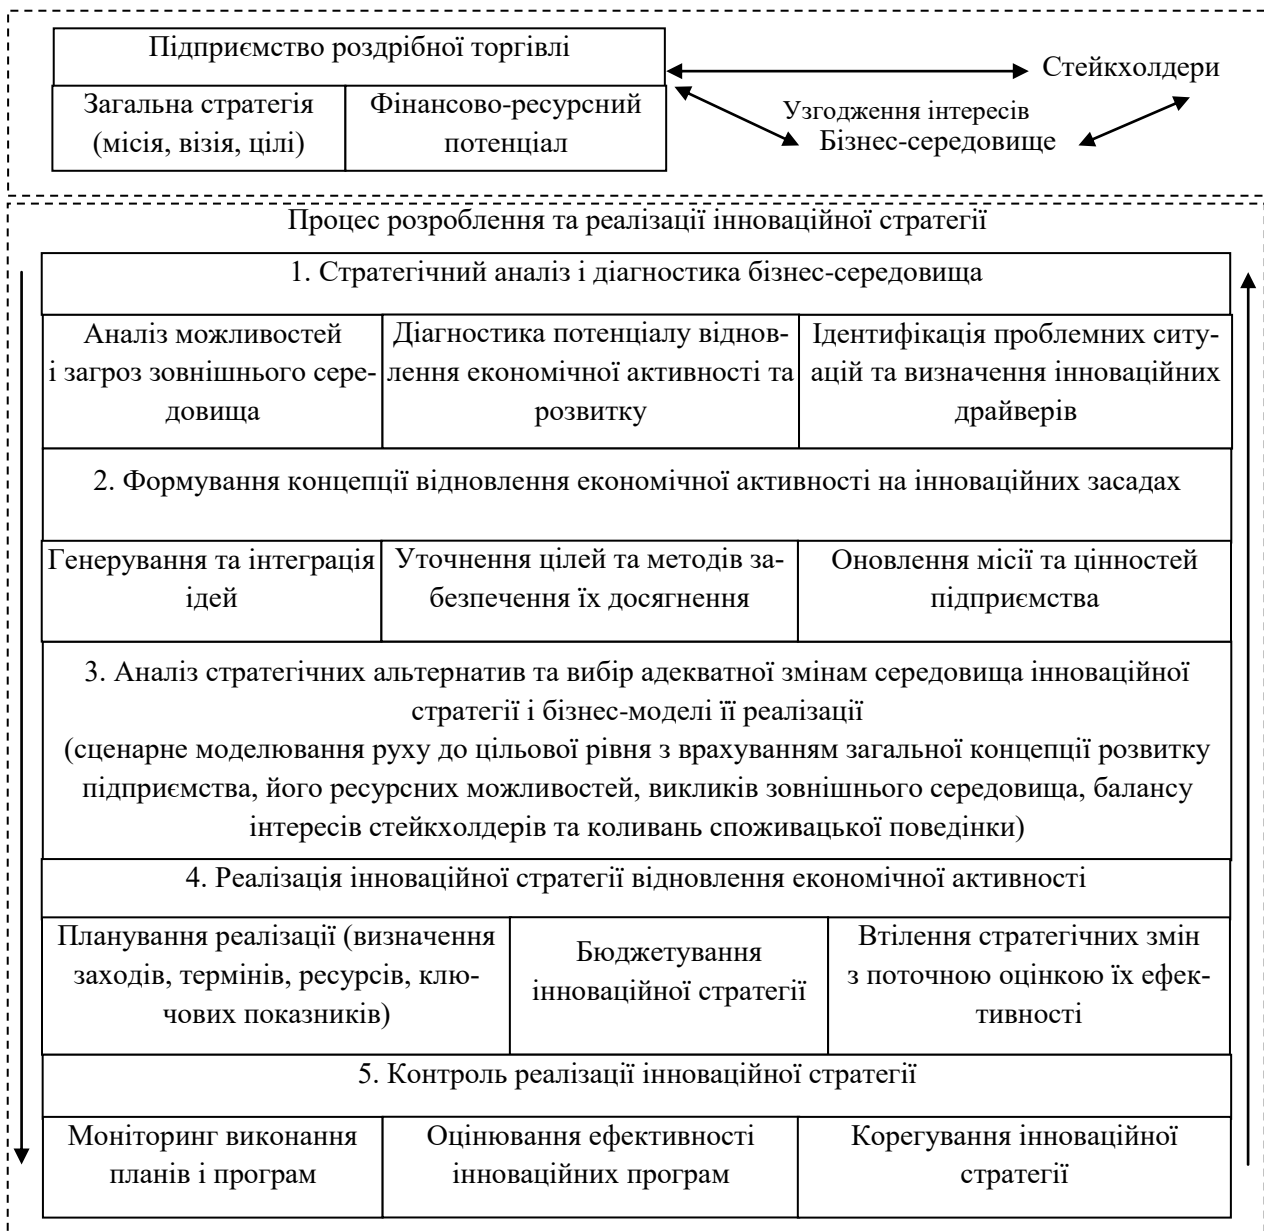 Підприємство роздрібної торгівлі
Загальна стратегія
(місія, візія, цілі)
Фінансово-ресурсний
потенціал
Стейкхолдери
Узгодження інтересів
Бізнес-середовище
Процес розроблення та реалізації інноваційної стратегії
1. Стратегічний аналіз і діагностика бізнес-середовища
Аналіз можливостей
і загроз зовнішнього сере-
довища
Діагностика потенціалу віднов-
лення економічної активності та
розвитку
Ідентифікація проблемних ситу-
ацій та визначення інноваційних
драйверів
2. Формування концепції відновлення економічної активності на інноваційних засадах
Генерування та інтеграція
ідей
Уточнення цілей та методів за-
безпечення їх досягнення
Оновлення місії та цінностей
підприємства
3. Аналіз стратегічних альтернатив та вибір адекватної змінам середовища інноваційної
стратегії і бізнес-моделі її реалізації
(сценарне моделювання руху до цільової рівня з врахуванням загальної концепції розвитку
підприємства, його ресурсних можливостей, викликів зовнішнього середовища, балансу
інтересів стейкхолдерів та коливань споживацької поведінки)
4. Реалізація інноваційної стратегії відновлення економічної активності
Планування реалізації (визначення
заходів, термінів, ресурсів, клю-
чових показників)
Бюджетування
інноваційної стратегії
Втілення стратегічних змін
з поточною оцінкою їх ефек-
тивності
5. Контроль реалізації інноваційної стратегії
Моніторинг виконання
планів і програм
Оцінювання ефективності
інноваційних програм
Корегування інноваційної
стратегії